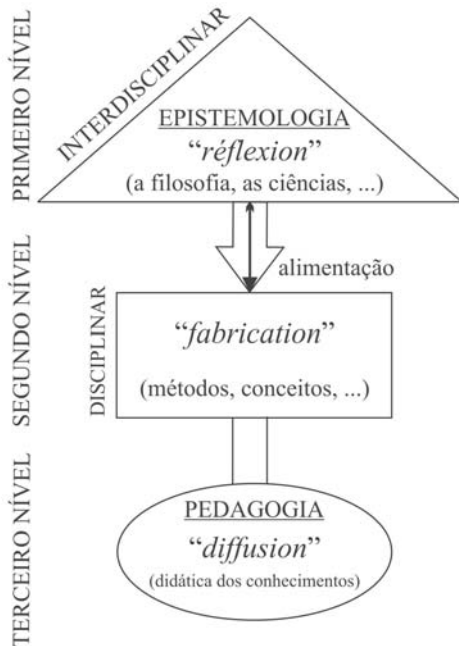 PRIMEIRO NÍVEL
INTERDISCIPLINAR
EPISTEMOLOGIA
“réflexion”
(a filosofia, as ciências, ...)
alimentação
SEGUNDO NÍVEL
DISCIPLINAR
“fabrication”
(métodos, conceitos, ...)
TERCEIRO NÍVEL
PEDAGOGIA
“diffusion”
(didática dos conhecimentos)